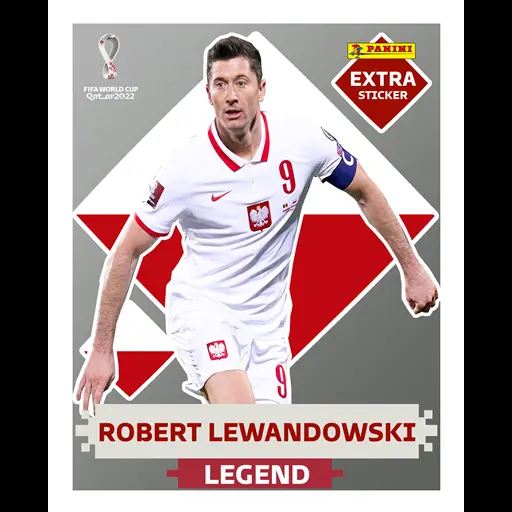 FIFA WORLD CUP
Qatar2022
PANINI
EXTRA
STICKER
9
9
ROBERT LEWANDOWSKI
LEGEND